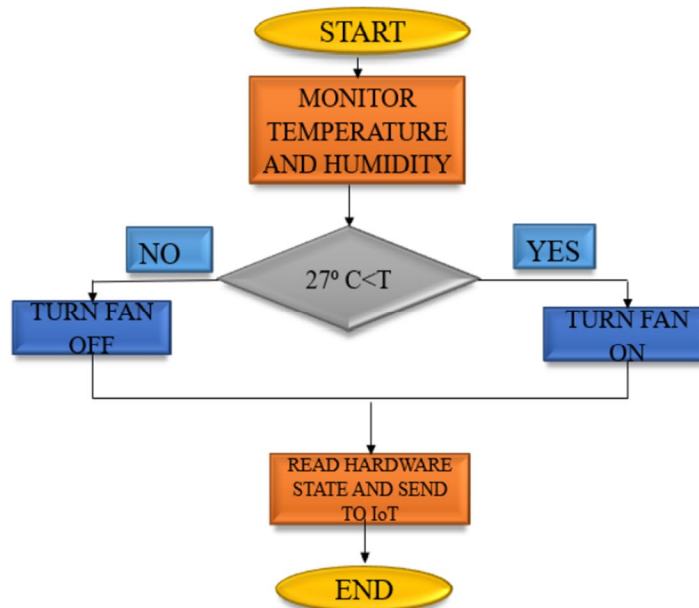 START
MONITOR
TEMPERATURE
AND HUMIDITY
NO
YES
27º C<T
TURN FAN
OFF
TURN FAN
ON
READ HARDWARE
STATE AND SEND
TO IoT
END